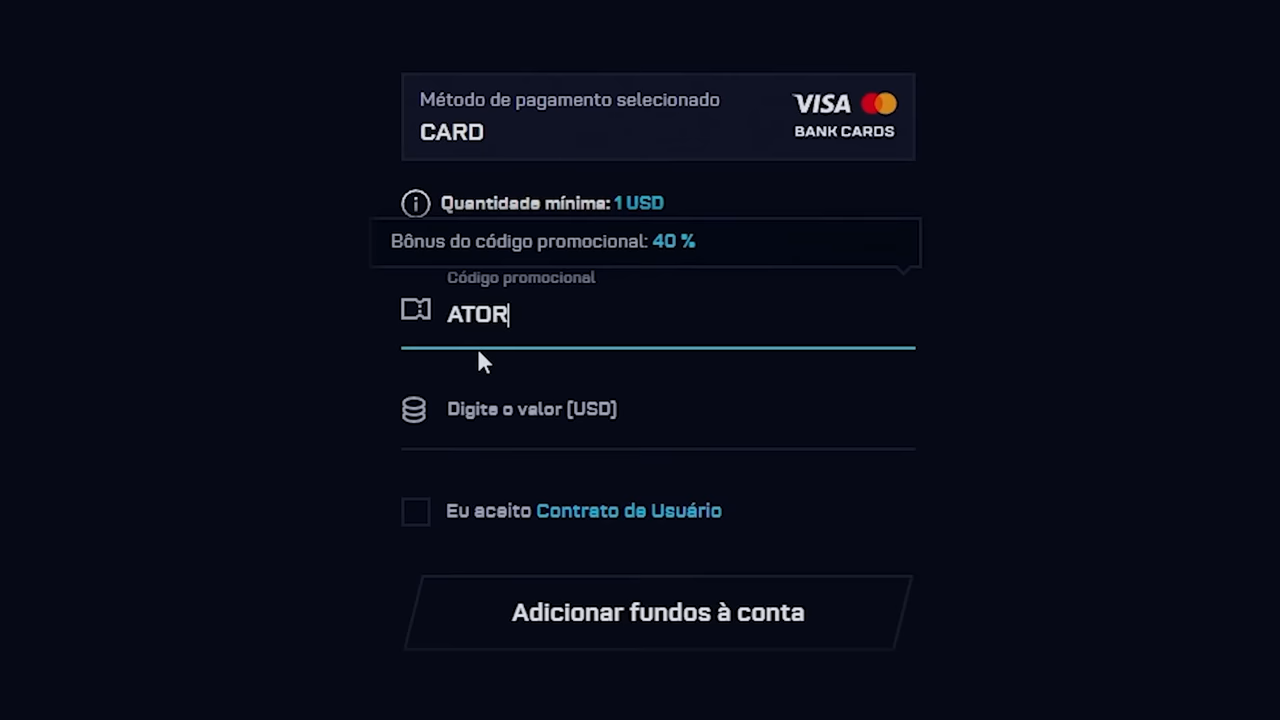 Método de pagamento selecionado
CARD
VISA
BANK CARDS
Quantidade mínima: 1 USD
Bônus do código promocional: 40 %
Código promocional
ATOR
Digite o valor [USD]
Eu aceito Contrato de Usuário
Adicionar fundos à conta